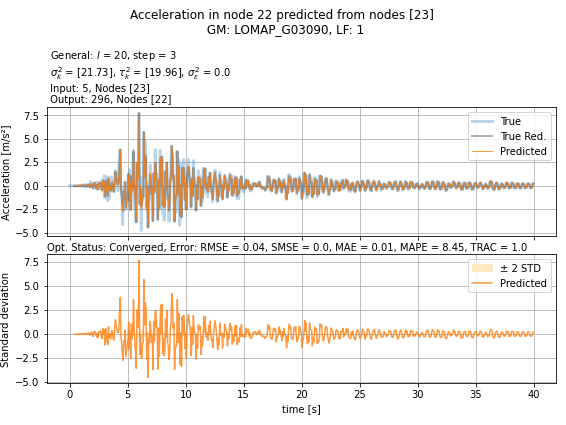 Acceleration in node 22 predicted from nodes [23]
GM: LOMAP_G03090, LF: 1
General: l = 20, step = 3
σ²ₖ = [21.73], τ²ₖ = [19.96], σ²ε = 0.0
Input: 5, Nodes [23]
Output: 296, Nodes [22]
Acceleration [m/s²]
7.5
5.0
2.5
0.0
−2.5
−5.0
True
True Red.
Predicted
Opt. Status: Converged, Error: RMSE = 0.04, SMSE = 0.0, MAE = 0.01, MAPE = 8.45, TRAC = 1.0
Standard deviation
7.5
5.0
2.5
0.0
−2.5
−5.0
± 2 STD
Predicted
0 5 10 15 20 25 30 35 40
time [s]